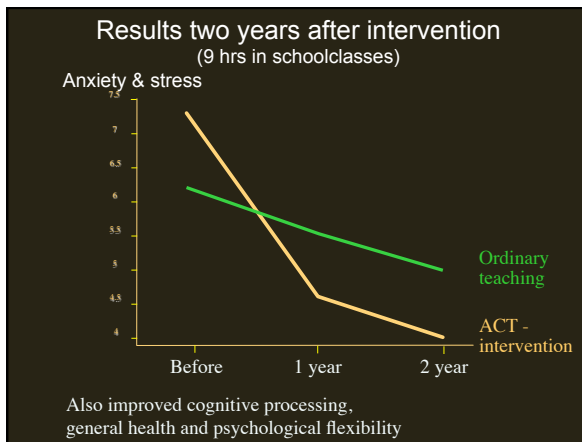 Results two years after intervention
(9 hrs in schoolclasses)
Anxiety & stress
7.5
7
6.5
6
5.5
5
4.5
4
Ordinary
teaching
ACT -
intervention
Before 1 year 2 year
Also improved cognitive processing,
general health and psychological flexibility